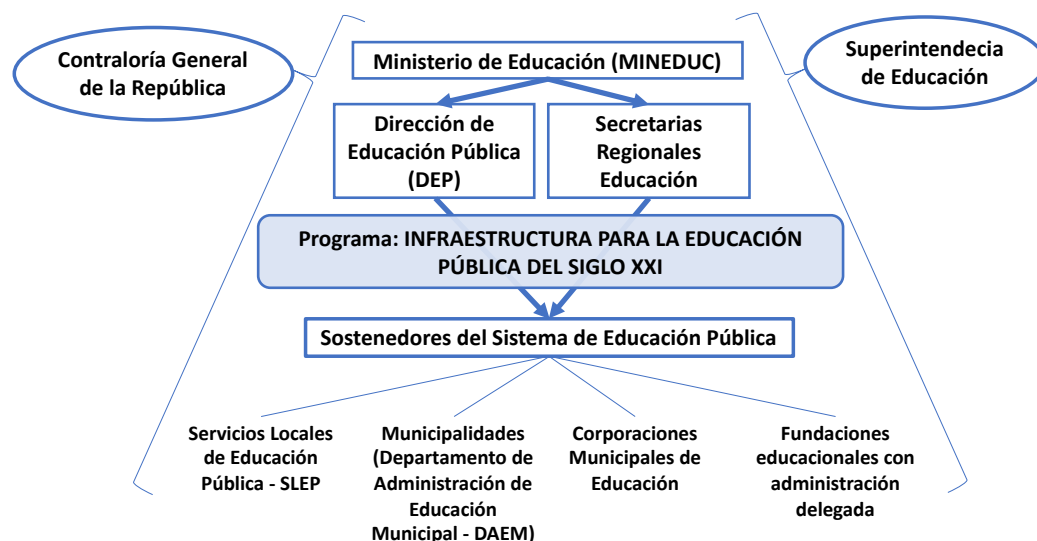 Contraloría General
de la República
Ministerio de Educación (MINEDUC)
Superintendecia
de Educación
Dirección de
Educación Pública
(DEP)
Secretarias
Regionales
Educación
Programa: INFRAESTRUCTURA PARA LA EDUCACIÓN
PÚBLICA DEL SIGLO XXI
Sostenedores del Sistema de Educación Pública
Servicios Locales
de Educación
Pública - SLEP
Municipalidades
(Departamento de
Administración de
Educación
Municipal - DAEM)
Corporaciones
Municipales de
Educación
Fundaciones
educacionales con
administración
delegada